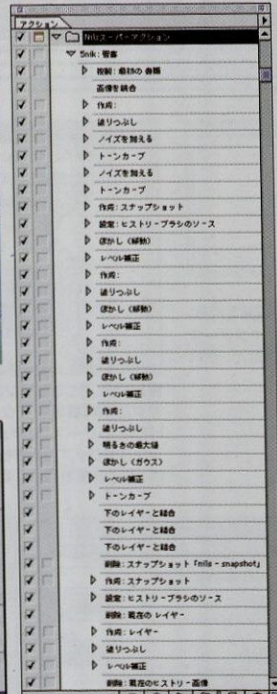 アクション
Nilsスーパーアクション
複製: 最初の 書類
画像を統合
作成:
塗りつぶし
ノイズを加える
トーンカーブ
ノイズを加える
トーンカーブ
作成: スナップショット
設定: ヒストリーブラシのソース
ぼかし (移動)
レベル補正
作成:
塗りつぶし
ぼかし (移動)
レベル補正
作成:
塗りつぶし
ぼかし (移動)
レベル補正
作成:
塗りつぶし
明るさの最大値
ぼかし (ガウス)
レベル補正
トーンカーブ
下のレイヤーと結合
下のレイヤーと結合
下のレイヤーと結合
削除: スナップショット「nils - snapshot」
作成: スナップショット
設定: ヒストリーブラシのソース
削除: 現在の レイヤー
作成: レイヤー
塗りつぶし
レベル補正
削除: 現在のヒストリー画像